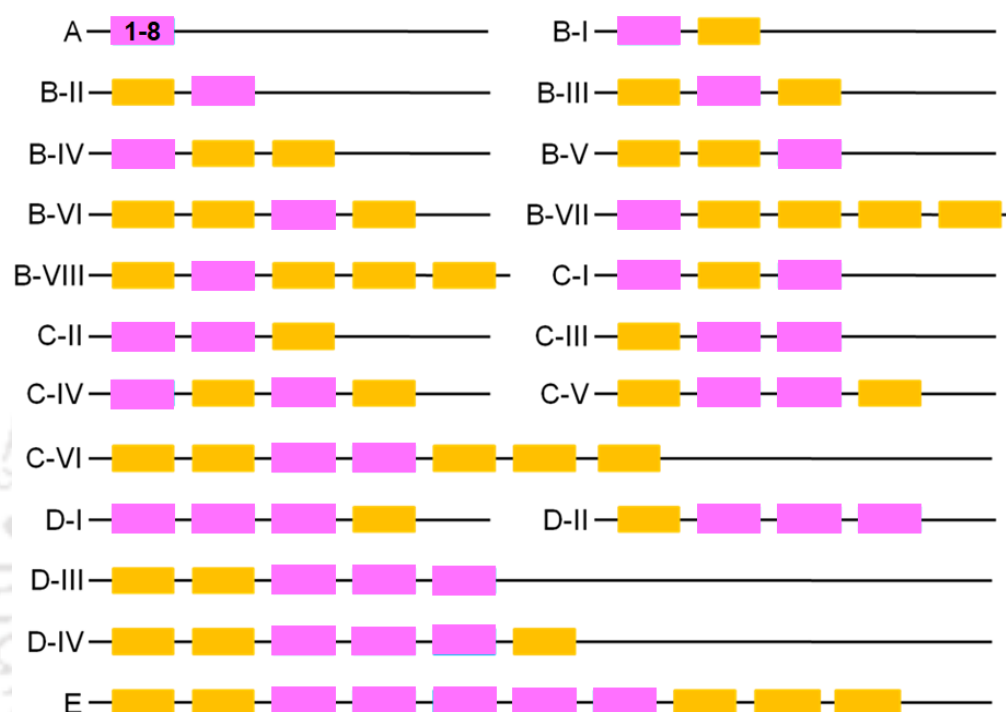 A 1-8 B-I
B-II B-III
B-IV B-V
B-VI B-VII
B-VIII C-I
C-II C-III
C-IV C-V
C-VI
D-I D-II
D-III
D-IV
E